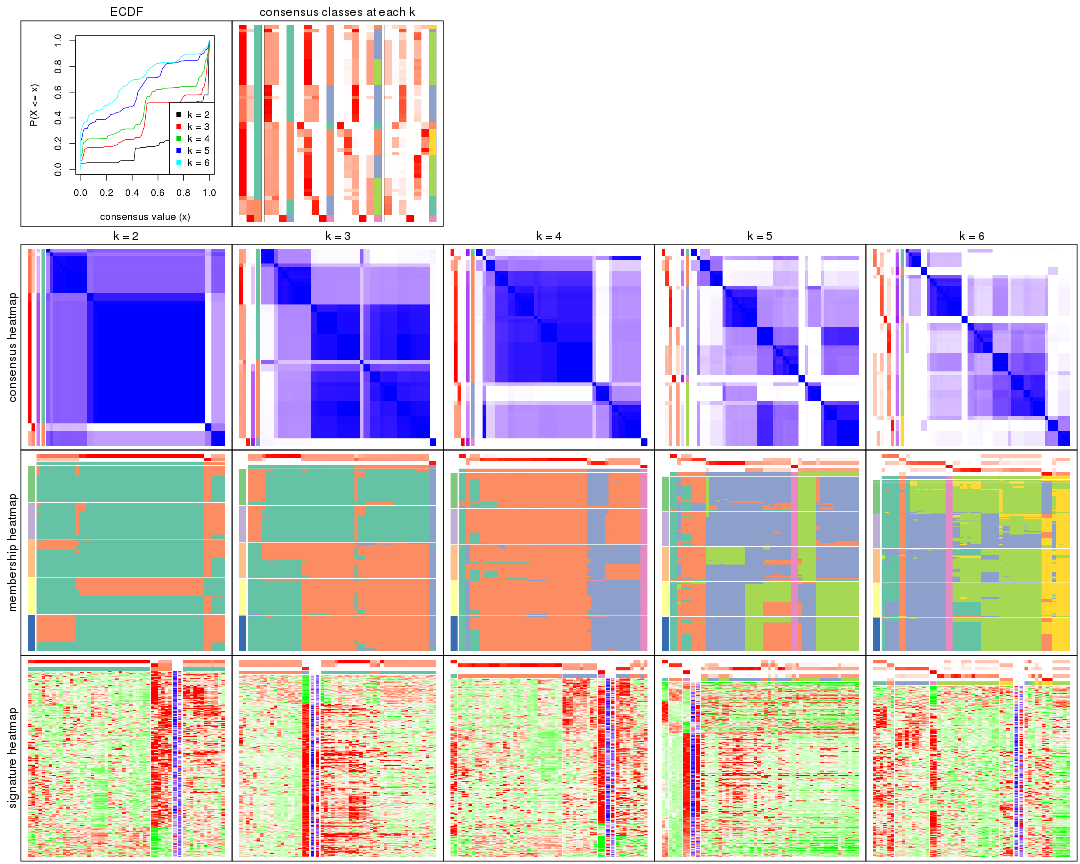 ECDF
consensus classes at each k
P(X <= x)
0.0 0.2 0.4 0.6 0.8 1.0
k = 2
k = 3
k = 4
k = 5
k = 6
0.0 0.2 0.4 0.6 0.8 1.0
consensus value (x)
k = 2 k = 3 k = 4 k = 5 k = 6
consensus heatmap
membership heatmap
signature heatmap